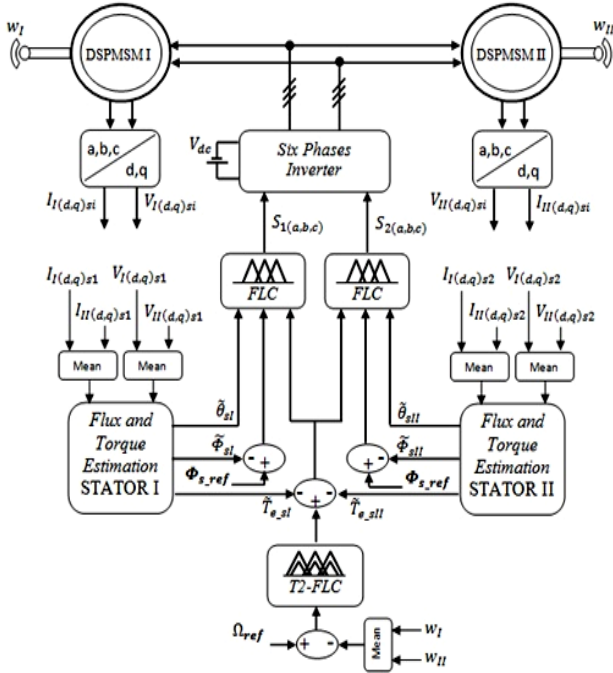 w_I
w_II
DSPMSM I
DSPMSM II
a,b,c
d,q
V_dc
Six Phases
Inverter
a,b,c
d,q
I_I(d,q)si
V_I(d,q)si
V_II(d,q)si
I_II(d,q)si
S_1(a,b,c)
S_2(a,b,c)
FLC
FLC
I_I(d,q)s1
V_I(d,q)s1
I_II(d,q)s1
V_II(d,q)s1
Mean
Mean
I_I(d,q)s2
V_I(d,q)s2
I_II(d,q)s2
V_II(d,q)s2
Mean
Mean
Flux and
Torque
Estimation
STATOR I
θ̃_sI
Φ̃_sI
Φ_s_ref
T̃_e_sI
- +
- + -
+ -
θ̃_sII
Φ̃_sII
Φ_s_ref
T̃_e_sII
Flux and
Torque
Estimation
STATOR II
T2-FLC
Ω_ref
+ -
Mean
w_I
w_II